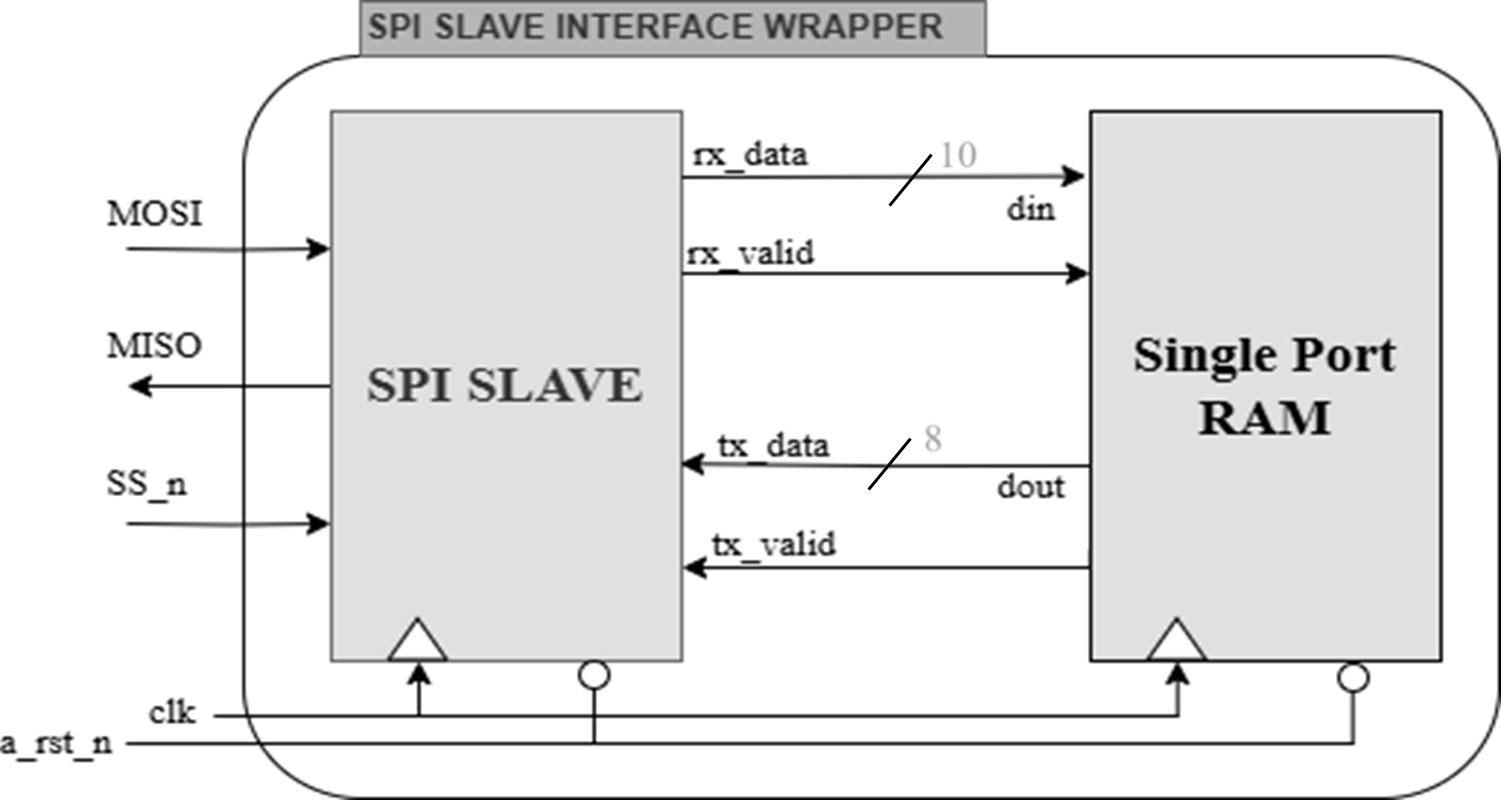 SPI SLAVE INTERFACE WRAPPER
rx_data
10
din
MOSI
rx_valid
MISO
SPI SLAVE
Single Port
RAM
tx_data
8
dout
SS_n
tx_valid
clk
a_rst_n